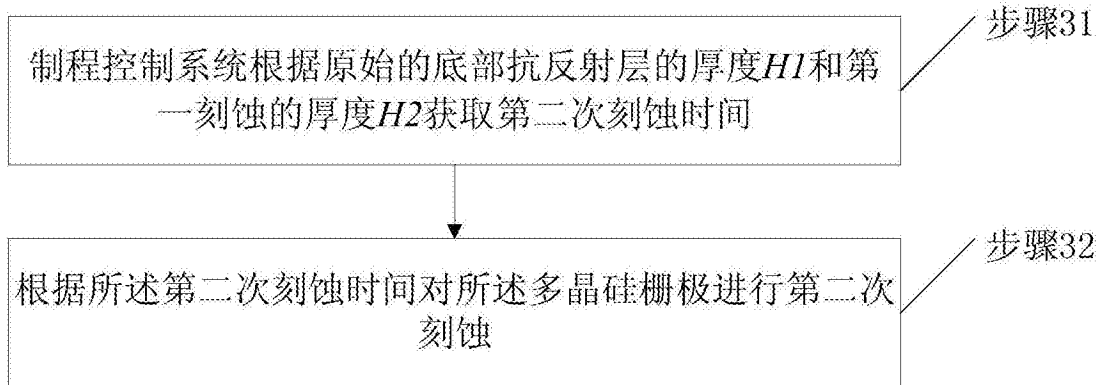 步骤31
制程控制系统根据原始的底部抗反射层的厚度H1和第
一刻蚀的厚度H2获取第二次刻蚀时间
步骤32
根据所述第二次刻蚀时间对所述多晶硅栅极进行第二次
刻蚀